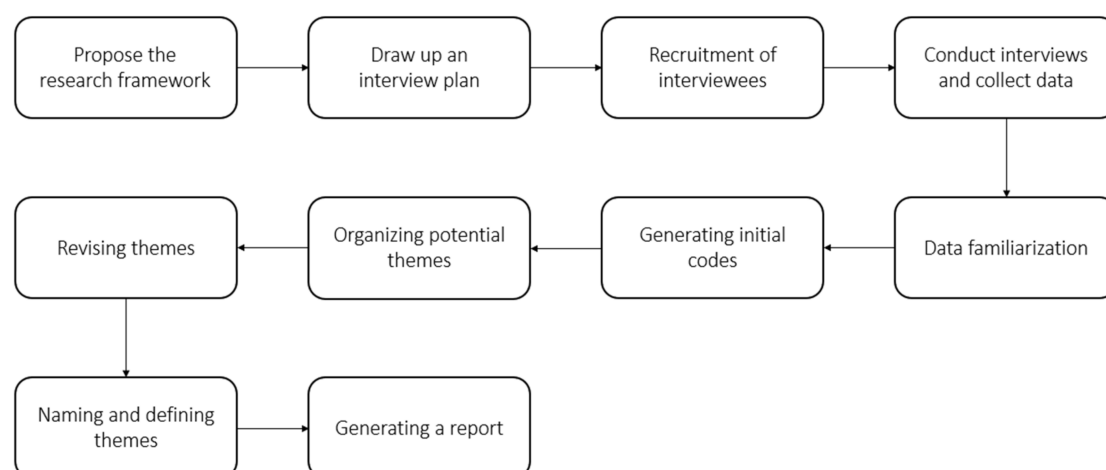 Propose the
research framework
Draw up an
interview plan
Recruitment of
interviewees
Conduct interviews
and collect data
Data familiarization
Generating initial
codes
Organizing potential
themes
Revising themes
Naming and defining
themes
Generating a report